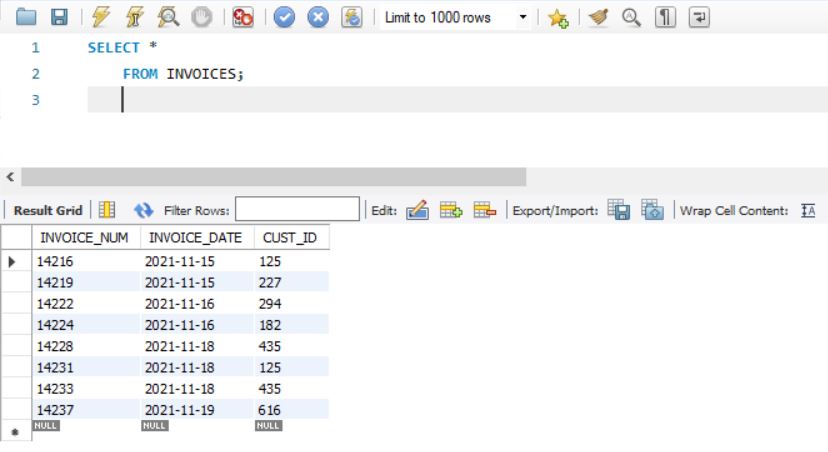 Limit to 1000 rows
1 SELECT *
2 FROM INVOICES;
3
Result Grid Filter Rows: Edit: Export/Import: Wrap Cell Content: IA
INVOICE_NUM INVOICE_DATE CUST_ID
14216 2021-11-15 125
14219 2021-11-15 227
14222 2021-11-16 294
14224 2021-11-16 182
14228 2021-11-18 435
14231 2021-11-18 125
14233 2021-11-18 435
14237 2021-11-19 616
NULL NULL NULL